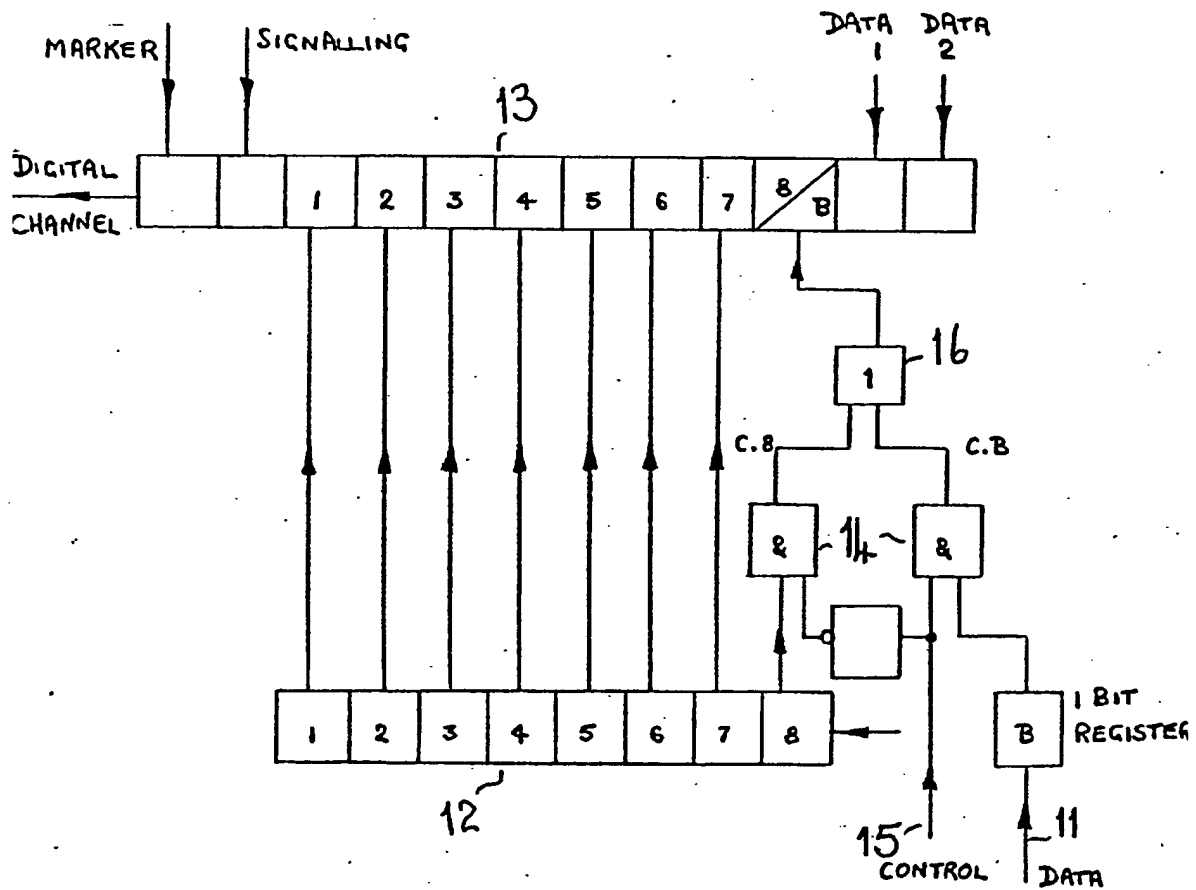 MARKER
SIGNALLING
DATA 1
DATA 2
13
DIGITAL CHANNEL
1 2 3 4 5 6 7 8/B
16
1
C.8
C.B
&
14
&
1 2 3 4 5 6 7 8
12
B
1 BIT REGISTER
15
CONTROL
11
DATA